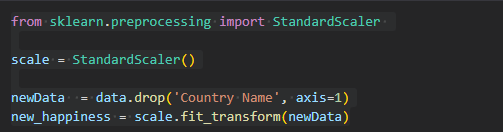 from sklearn.preprocessing import StandardScaler
scale = StandardScaler()
newData  = data.drop('Country Name', axis=1)
new_happiness = scale.fit_transform(newData)